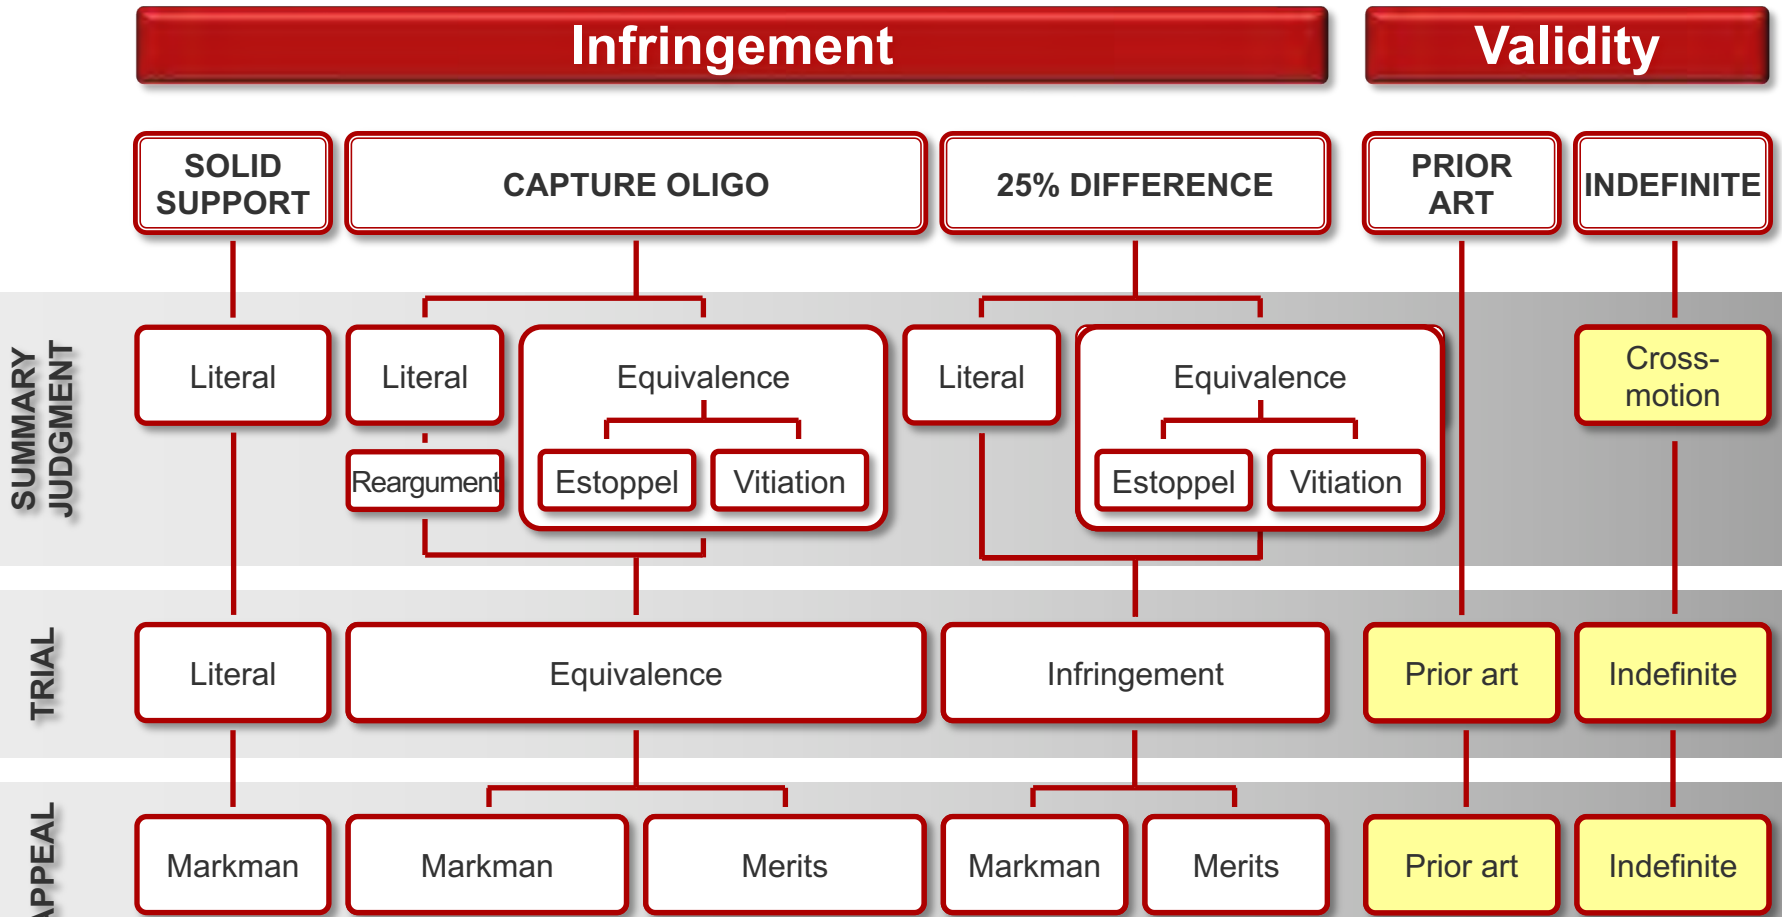 Infringement
Validity
SOLID
SUPPORT
CAPTURE OLIGO
25% DIFFERENCE
PRIOR
ART
INDEFINITE
SUMMARY
JUDGMENT
Literal
Literal
Equivalence
Literal
Equivalence
Cross-
motion
Reargument
Estoppel
Vitiation
Estoppel
Vitiation
TRIAL
Literal
Equivalence
Infringement
Prior art
Indefinite
APPEAL
Markman
Markman
Merits
Markman
Merits
Prior art
Indefinite